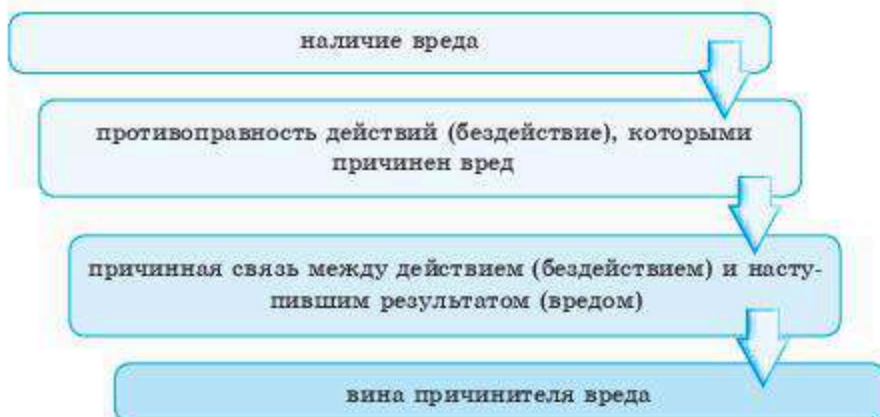 наличие вреда
противоправность действий (бездействие), которыми
причинен вред
причинная связь между действием (бездействием) и насту-
пившим результатом (вредом)
вина причинителя вреда